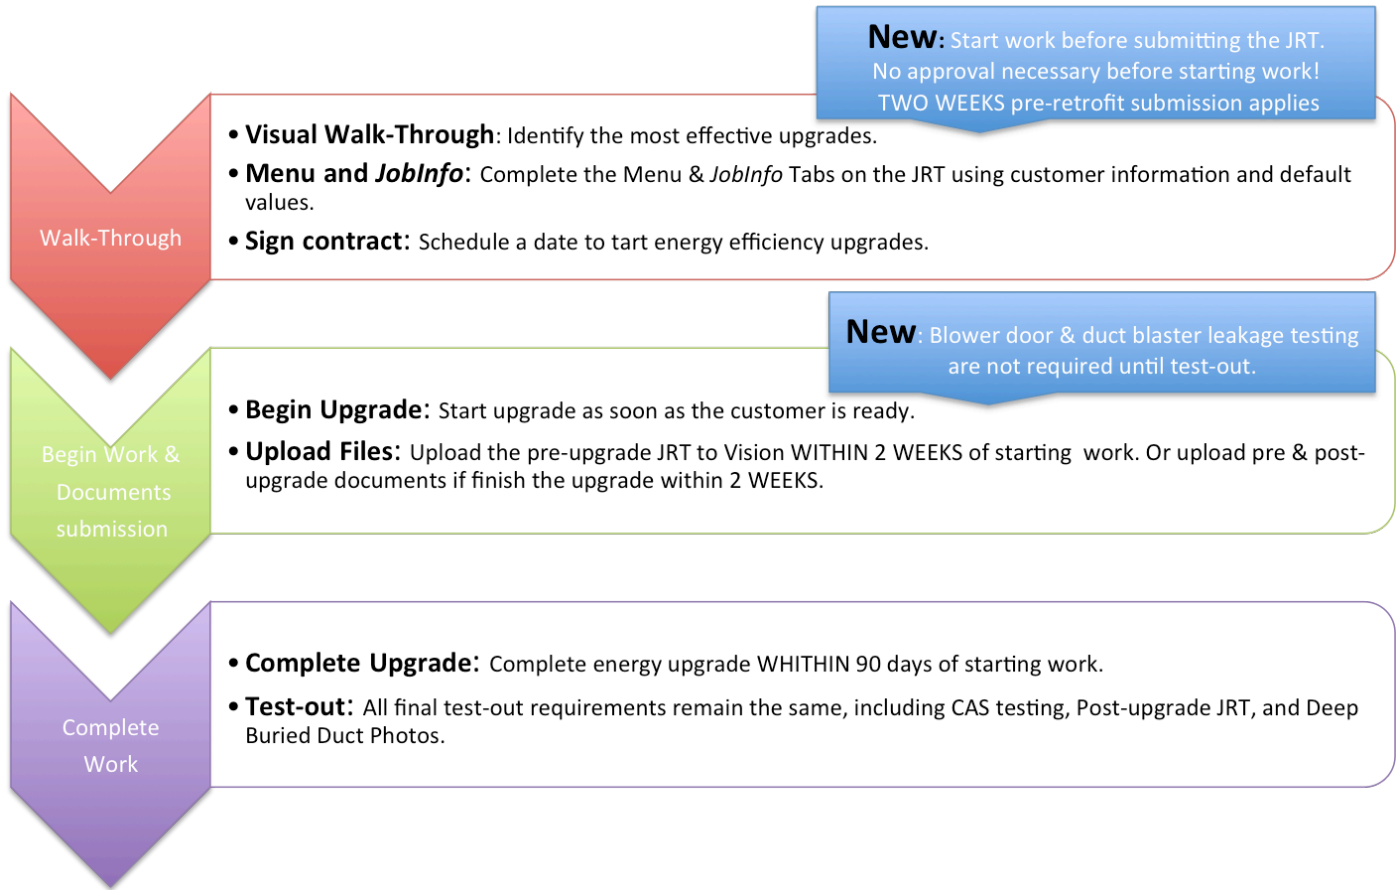 New: Start work before submitting the JRT.
No approval necessary before starting work!
TWO WEEKS pre-retrofit submission applies
Walk-Through
• Visual Walk-Through: Identify the most effective upgrades.
• Menu and JobInfo: Complete the Menu & JobInfo Tabs on the JRT using customer information and default
values.
• Sign contract: Schedule a date to tart energy efficiency upgrades.
New: Blower door & duct blaster leakage testing
are not required until test-out.
Begin Work &
Documents
submission
• Begin Upgrade: Start upgrade as soon as the customer is ready.
• Upload Files: Upload the pre-upgrade JRT to Vision WITHIN 2 WEEKS of starting work. Or upload pre & post-
upgrade documents if finish the upgrade within 2 WEEKS.
Complete
Work
• Complete Upgrade: Complete energy upgrade WHITHIN 90 days of starting work.
• Test-out: All final test-out requirements remain the same, including CAS testing, Post-upgrade JRT, and Deep
Buried Duct Photos.